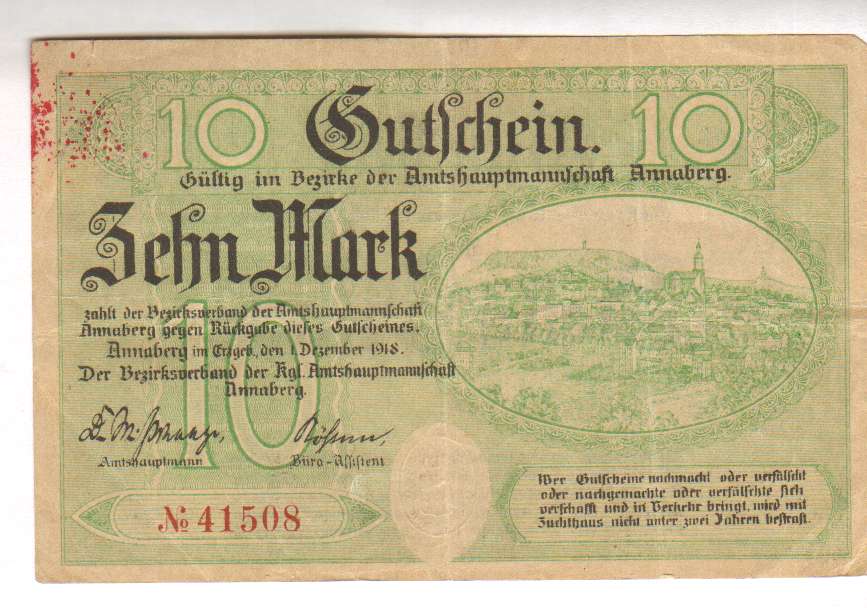 10 Gutschein. 10
Gültig im Bezirke der Amtshauptmannschaft Annaberg.
Zehn Mark
zahlt der Bezirksverband der Amtshauptmannschaft
Annaberg gegen Rückgabe dieses Gutscheines.
Annaberg im Erzgeb., den 1. Dezember 1918.
Der Bezirksverband der Kgl. Amtshauptmannschaft
Annaberg.
10
Amtshauptmann Büro-Assistent
№ 41508
Wer Gutscheine nachmacht oder verfälscht
oder nachgemachte oder verfälschte sich
verschafft und in Verkehr bringt, wird mit
Zuchthaus nicht unter zwei Jahren bestraft.